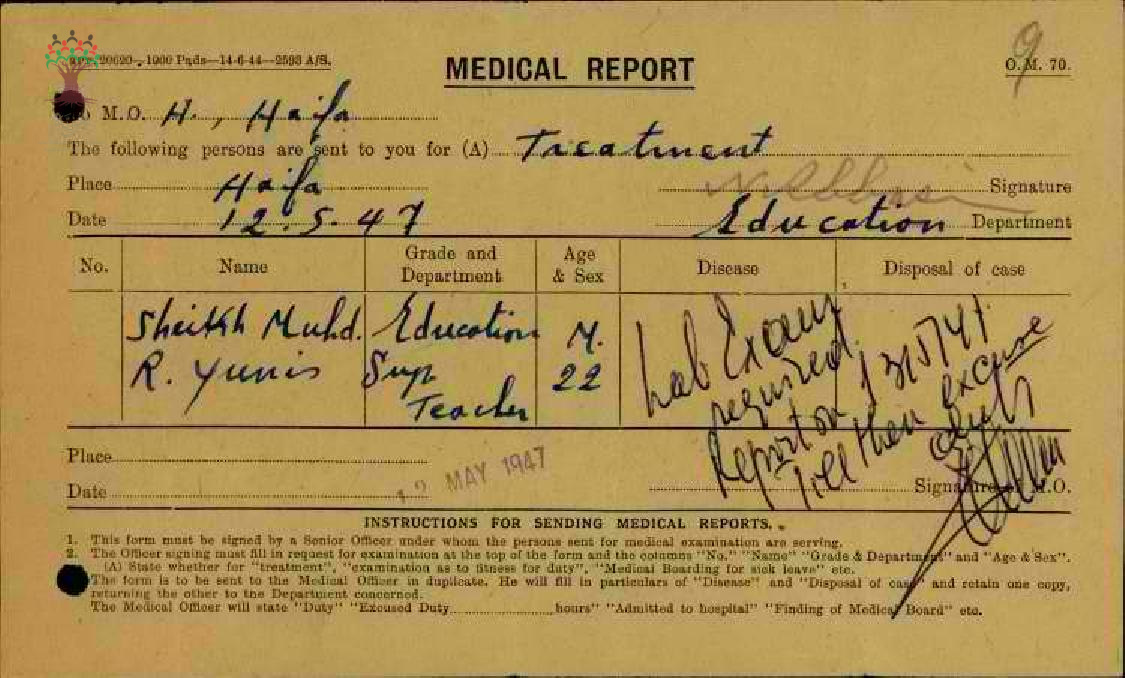 20620—1000 Pads—14-6-44—2593 A/S.
9
MEDICAL REPORT
O.M. 70.
To M.O. H., Haifa
The following persons are sent to you for (A) Treatment
Place Haifa Signature
Date 12.5.47 Education Department
No. Name Grade and Department Age & Sex Disease Disposal of case
Sheikh Muhd. Education M.
R. Yunis Sup 22
Teacher
Lab Exam
required.
Report on 13/5/47.
Till then excuse
duty
Place
Date 12 MAY 1947 Signature of M.O.
INSTRUCTIONS FOR SENDING MEDICAL REPORTS.
1. This form must be signed by a Senior Officer under whom the persons sent for medical examination are serving.
2. The Officer signing must fill in request for examination at the top of the form and the columns "No." "Name" "Grade & Department" and "Age & Sex".
(A) State whether for "treatment", "examination as to fitness for duty", "Medical Boarding for sick leave" etc.
The form is to be sent to the Medical Officer in duplicate. He will fill in particulars of "Disease" and "Disposal of case" and retain one copy,
returning the other to the Department concerned.
The Medical Officer will state "Duty" "Excused Duty hours" "Admitted to hospital" "Finding of Medical Board" etc.